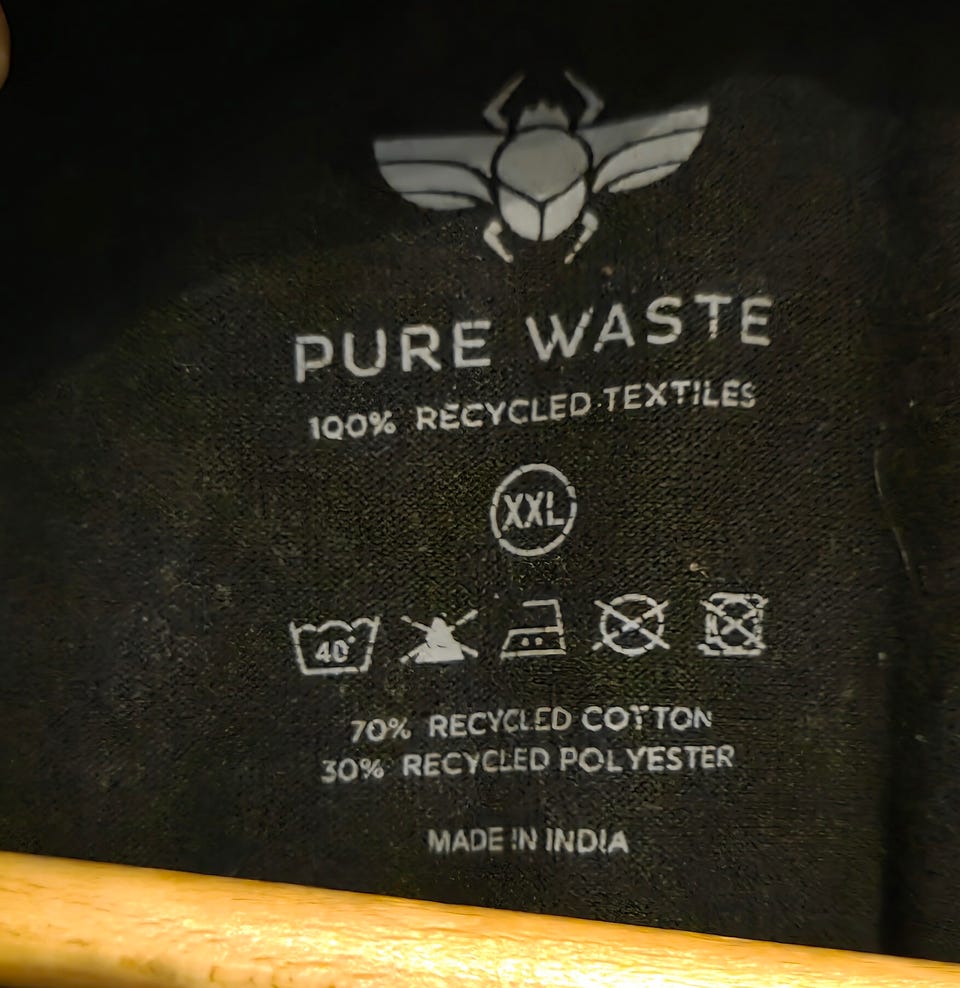 PURE WASTE
100% RECYCLED TEXTILES
XXL
40°
70% RECYCLED COTTON
30% RECYCLED POLYESTER
MADE IN INDIA